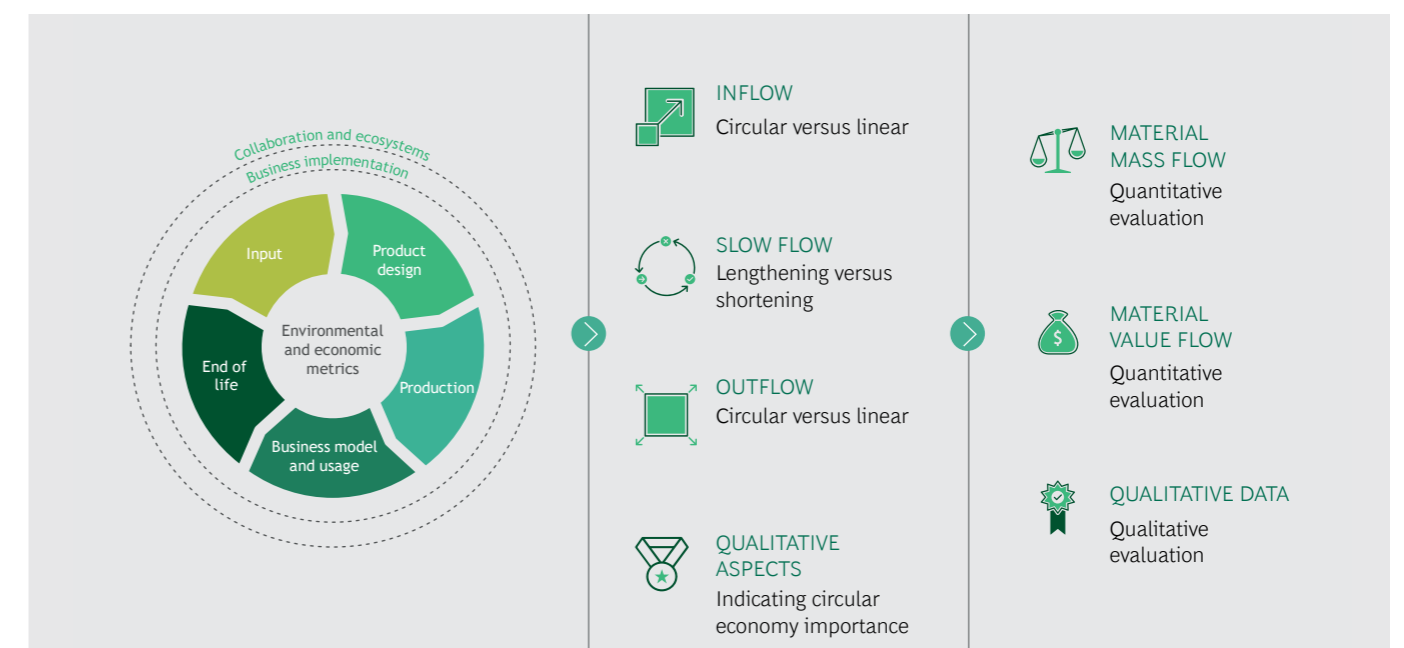 Collaboration and ecosystems
Business implementation
Input
Product
design
Production
Business model
and usage
End of
life
Environmental
and economic
metrics
INFLOW
Circular versus linear
SLOW FLOW
Lengthening versus
shortening
OUTFLOW
Circular versus linear
QUALITATIVE
ASPECTS
Indicating circular
economy importance
MATERIAL
MASS FLOW
Quantitative
evaluation
MATERIAL
VALUE FLOW
$
Quantitative
evaluation
QUALITATIVE DATA
Qualitative
evaluation